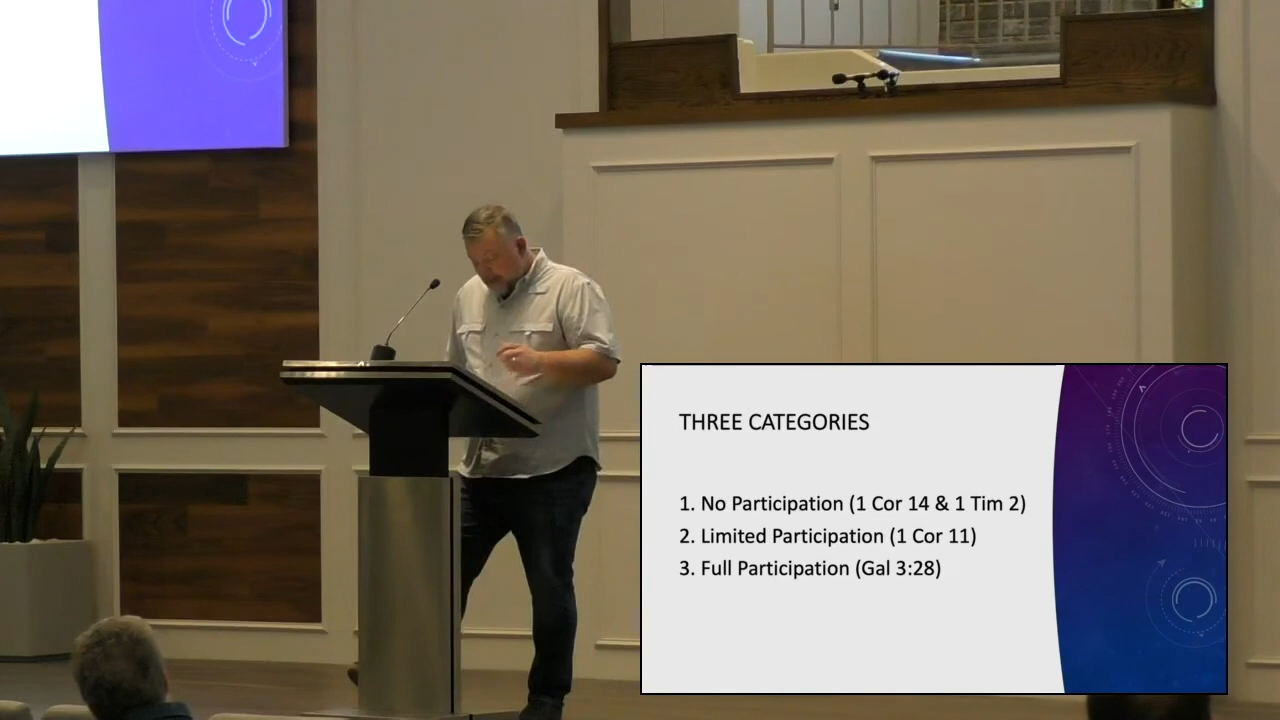 THREE CATEGORIES
1. No Participation (1 Cor 14 & 1 Tim 2)
2. Limited Participation (1 Cor 11)
3. Full Participation (Gal 3:28)